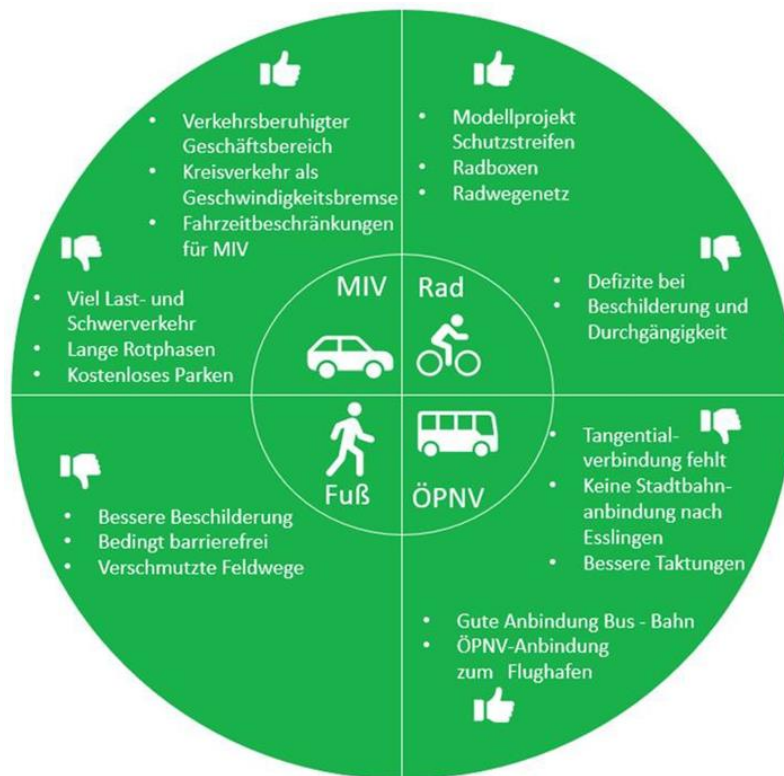 • Verkehrsberuhigter
Geschäftsbereich
• Kreisverkehr als
Geschwindigkeitsbremse
• Fahrzeitbeschränkungen
für MIV
• Viel Last- und
Schwerverkehr
• Lange Rotphasen
• Kostenloses Parken
MIV
• Modellprojekt
Schutzstreifen
• Radboxen
• Radwegenetz
• Defizite bei
• Beschilderung und
Durchgängigkeit
Rad
Fuß
• Bessere Beschilderung
• Bedingt barrierefrei
• Verschmutzte Feldwege
ÖPNV
• Tangential-
verbindung fehlt
• Keine Stadtbahn-
anbindung nach
Esslingen
• Bessere Taktungen
• Gute Anbindung Bus - Bahn
• ÖPNV-Anbindung
zum Flughafen